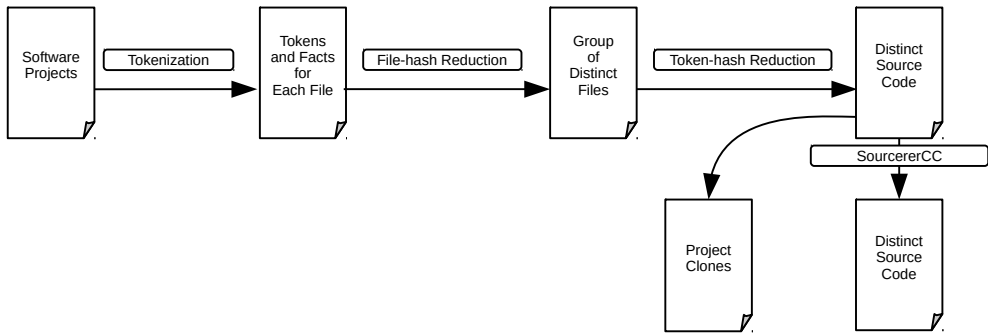 Software
Projects
Tokenization
Tokens
and Facts
for
Each File
File-hash Reduction
Group
of
Distinct
Files
Token-hash Reduction
Distinct
Source
Code
SourcererCC
Project
Clones
Distinct
Source
Code